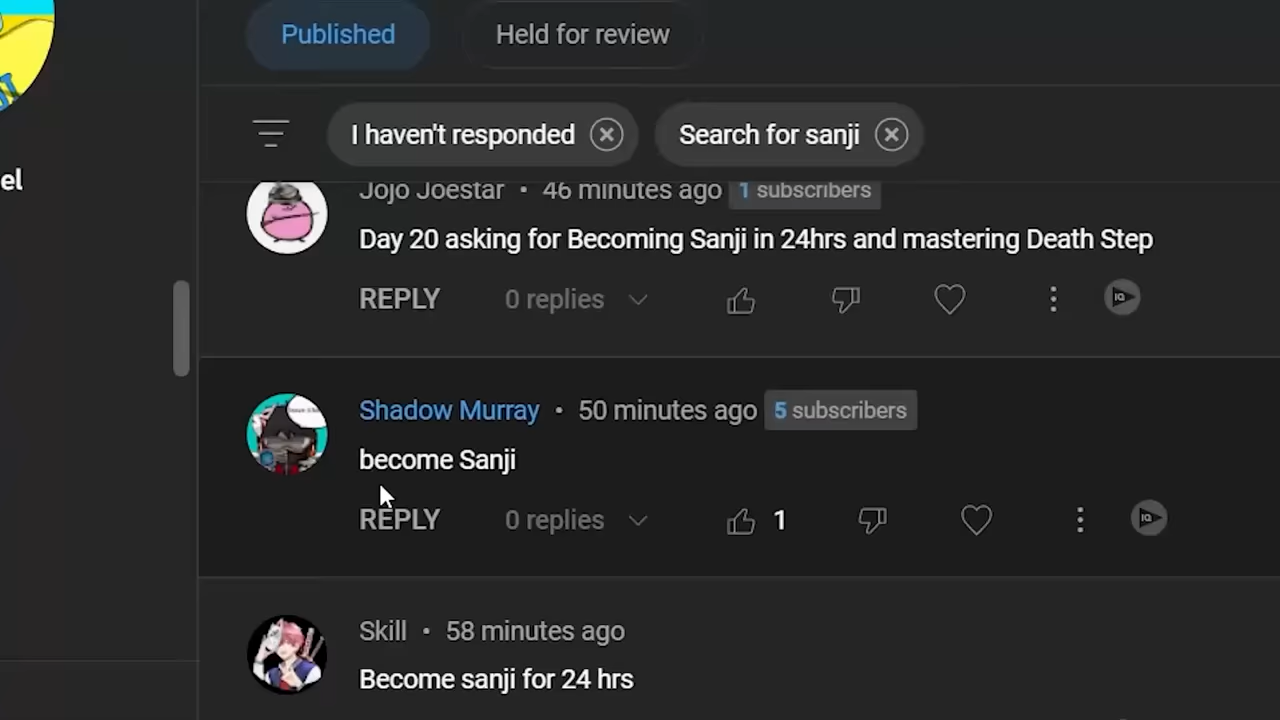 Published
Held for review
I haven't responded
Search for sanji
el
Jojo Joestar • 46 minutes ago 1 subscribers
Day 20 asking for Becoming Sanji in 24hrs and mastering Death Step
REPLY 0 replies
IQ
Shadow Murray • 50 minutes ago 5 subscribers
become Sanji
REPLY 0 replies 1
IQ
Skill • 58 minutes ago
Become sanji for 24 hrs